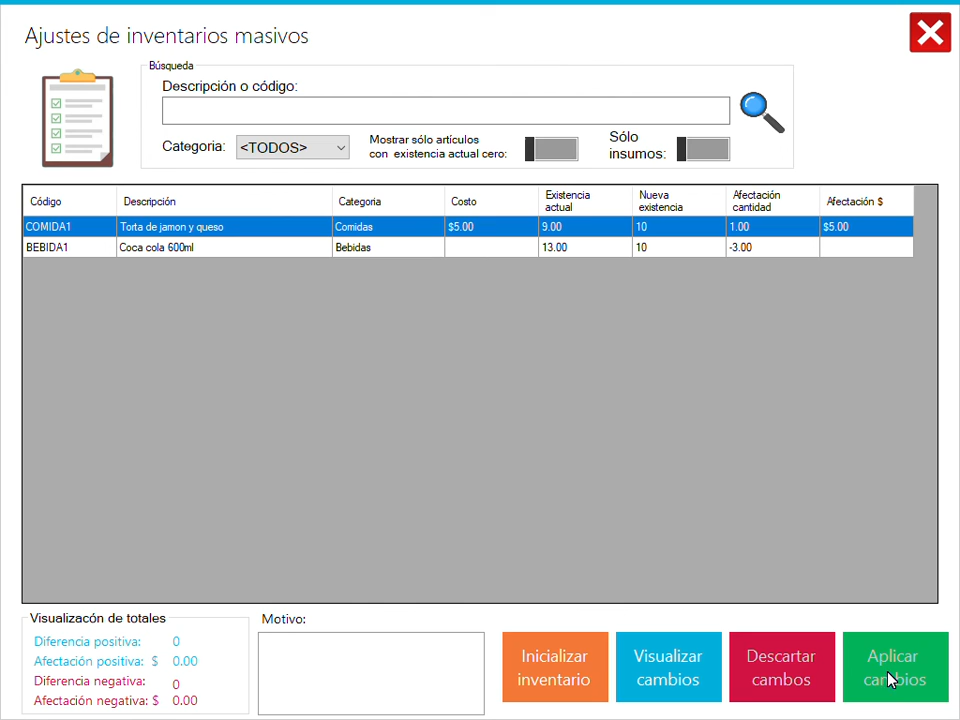 Ajustes de inventarios masivos
Búsqueda
Descripción o código:
Categoria: <TODOS>
Mostrar sólo artículos
con existencia actual cero:
Sólo
insumos:
Código Descripción Categoria Costo Existencia actual Nueva existencia Afectación cantidad Afectación $
COMIDA1 Torta de jamon y queso Comidas $5.00 9.00 10 1.00 $5.00
BEBIDA1 Coca cola 600ml Bebidas 13.00 10 -3.00
Visualizacón de totales
Diferencia positiva: 0
Afectación positiva: $ 0.00
Diferencia negativa: 0
Afectación negativa: $ 0.00
Motivo:
Inicializar
inventario
Visualizar
cambios
Descartar
cambos
Aplicar
cambios